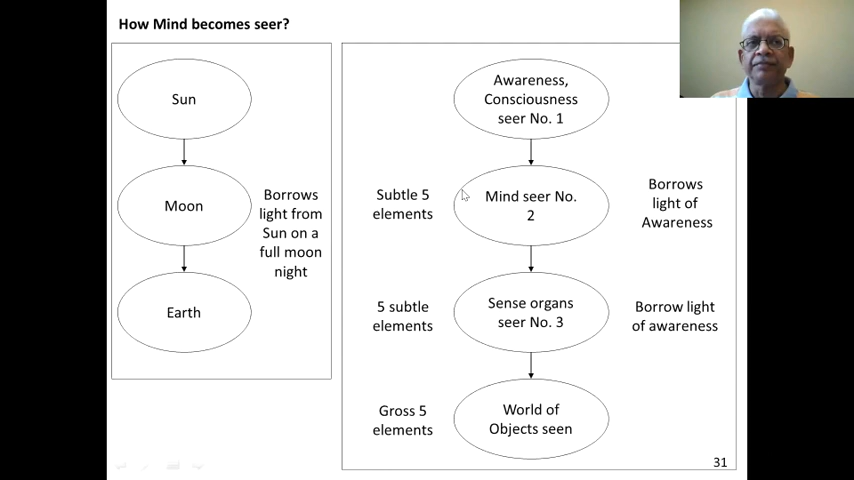 How Mind becomes seer?
Sun
Moon
Borrows
light from
Sun on a
full moon
night
Earth
Awareness,
Consciousness
seer No. 1
Subtle 5
elements
Mind seer No.
2
Borrows
light of
Awareness
5 subtle
elements
Sense organs
seer No. 3
Borrow light
of awareness
Gross 5
elements
World of
Objects seen
31